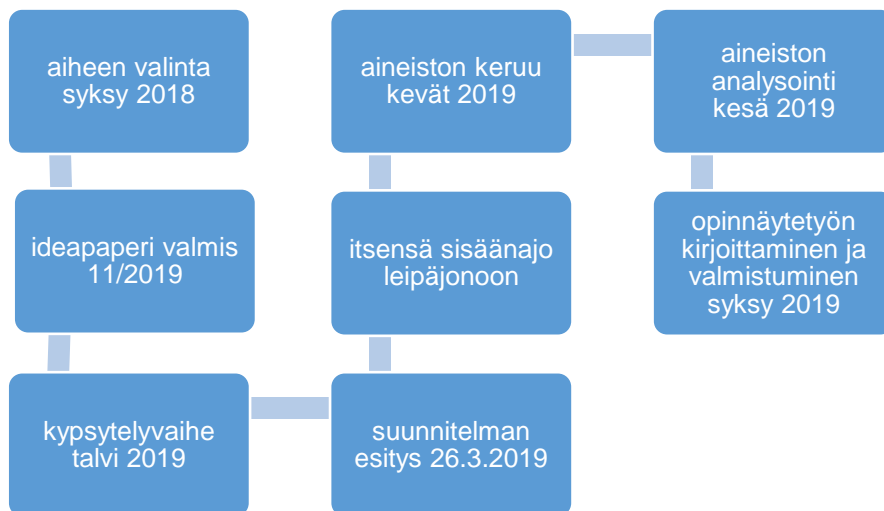 aiheen valinta
syksy 2018
ideapaperi valmis
11/2019
kypsytelyvaihe
talvi 2019
suunnitelman
esitys 26.3.2019
itsensä sisäänajo
leipäjonoon
aineiston keruu
kevät 2019
aineiston
analysointi
kesä 2019
opinnäytetyön
kirjoittaminen ja
valmistuminen
syksy 2019